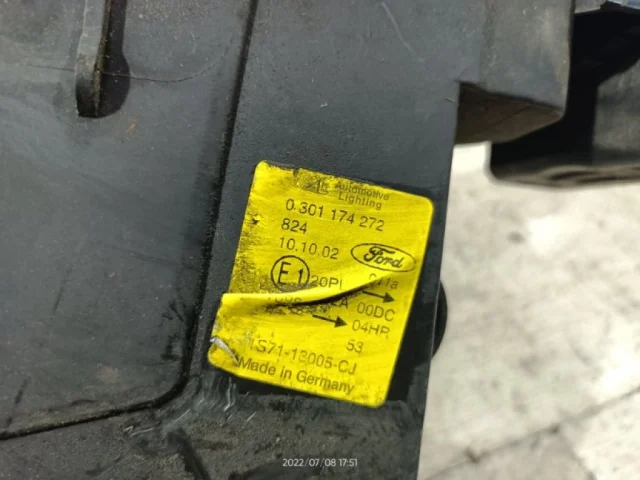 Automotive
Lighting
0 301 174 272
824
10.10.02
Ford
E1
20PL
00DC
04HR
53
1S71-13005-CJ
Made in Germany
2022/07/08 17:51